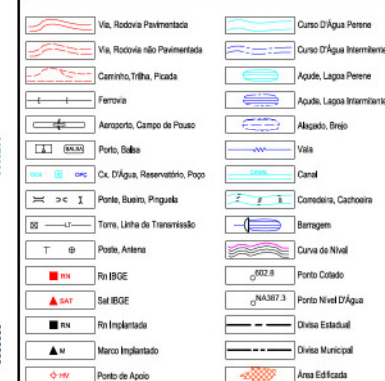 Via, Rodovia Pavimentada
Via, Rodovia não Pavimentada
Caminho, Trilha, Picada
Ferrovia
Aeroporto, Campo de Pouso
BALSA Porto, Balsa
Cx. D'Água, Reservatório, Poço
Ponte, Bueiro, Pinguela
LT Torre, Linha de Transmissão
Poste, Antena
RN Rn IBGE
SAT Sat IBGE
RN Rn Implantada
M Marco Implantado
HV Ponto de Apoio
Curso D'Água Perene
Curso D'Água Intermitente
Açude, Lagoa Perene
Açude, Lagoa Intermitente
Alagado, Brejo
Vala
CANAL Canal
Corredeira, Cachoeira
Barragem
Curva de Nível
602.8 Ponto Cotado
NA387.3 Ponto Nível D'Água
Divisa Estadual
Divisa Municipal
Área Edificada